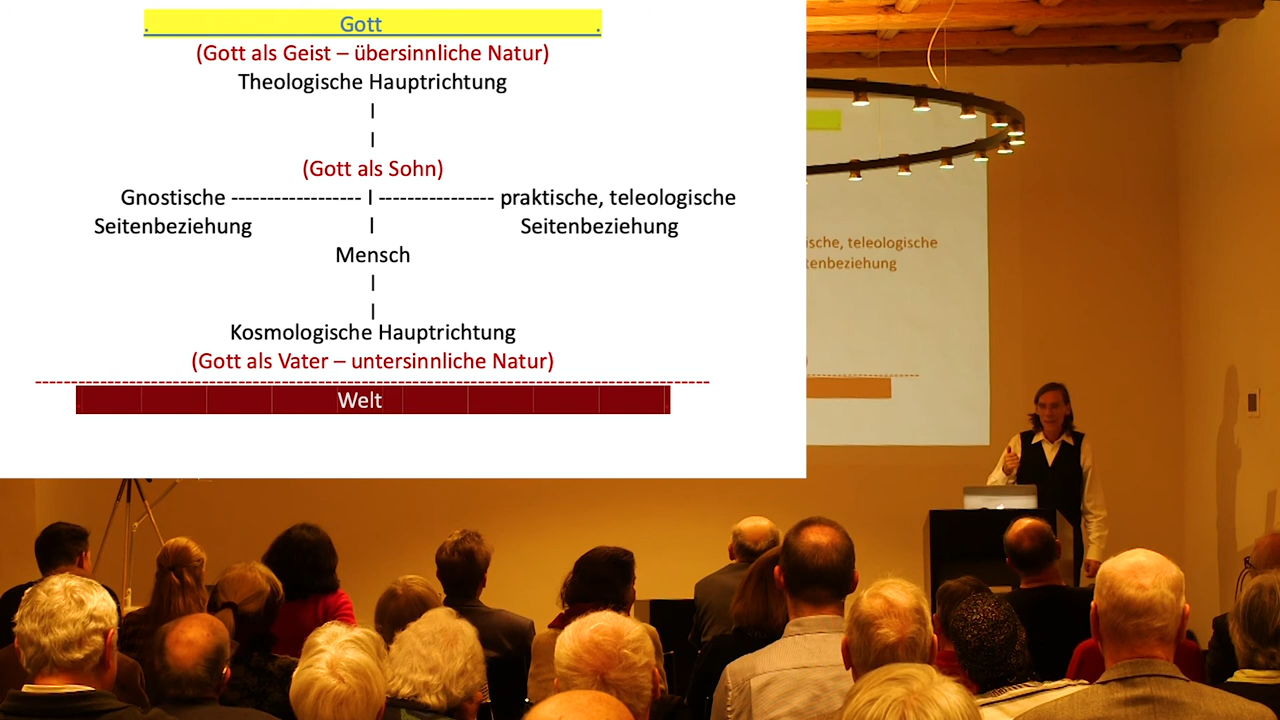 . Gott .
(Gott als Geist – übersinnliche Natur)
Theologische Hauptrichtung
I
I
(Gott als Sohn)
Gnostische ------------------ I ---------------- praktische, teleologische
Seitenbeziehung I Seitenbeziehung
Mensch
I
I
Kosmologische Hauptrichtung
(Gott als Vater – untersinnliche Natur)
Welt
ische, teleologische
tenbeziehung